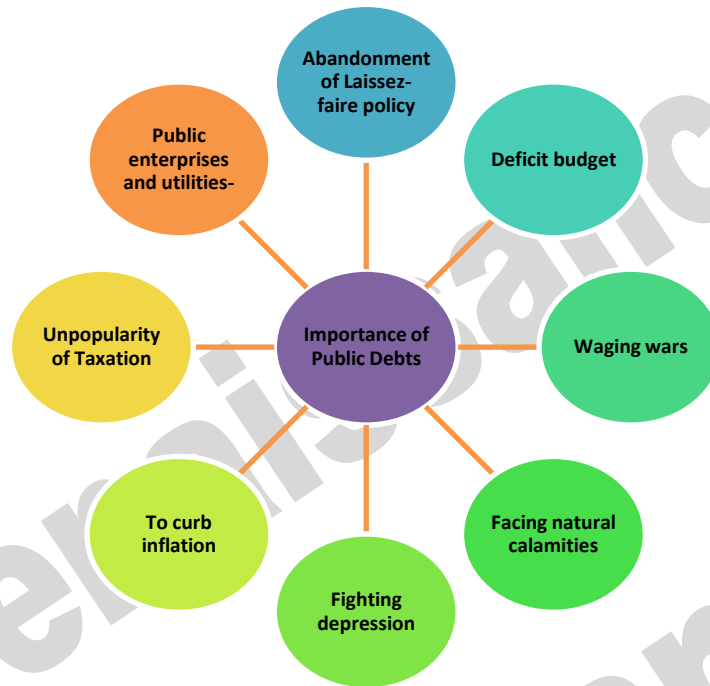 Abandonment
of Laissez-
faire policy
Public
enterprises
and utilities-
Deficit budget
Unpopularity
of Taxation
Importance of
Public Debts
Waging wars
To curb
inflation
Facing natural
calamities
Fighting
depression